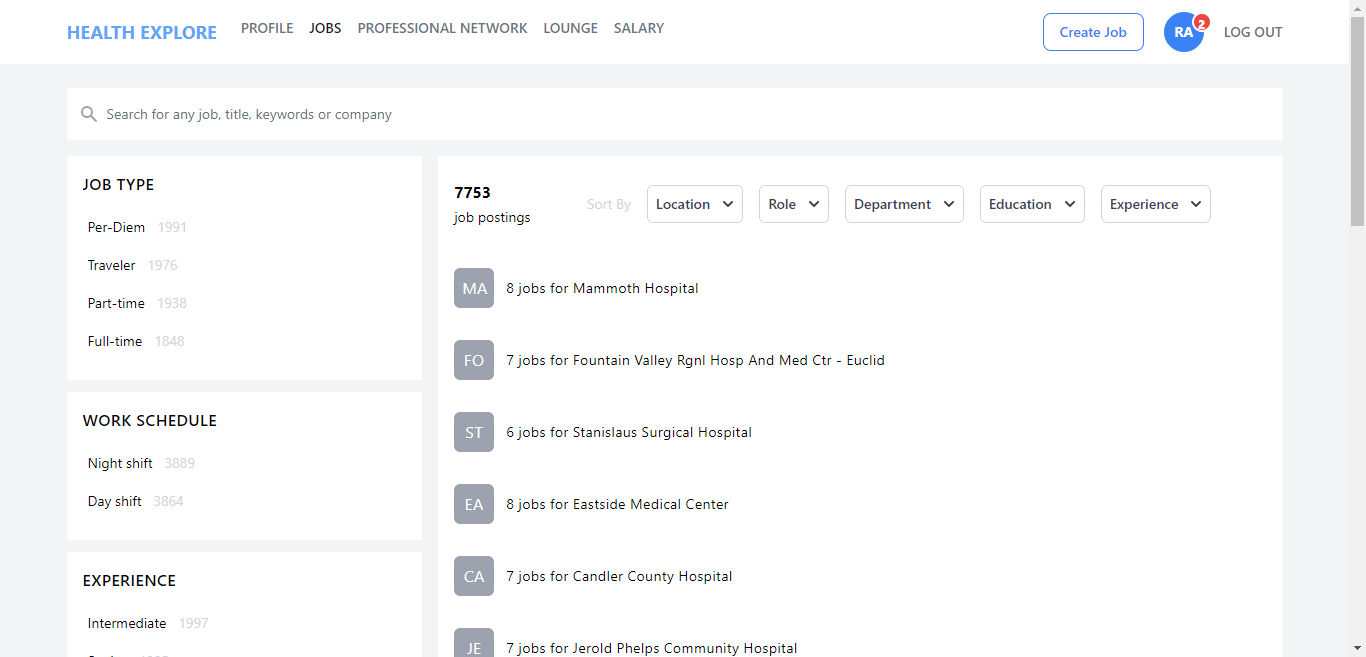 HEALTH EXPLORE
PROFILE JOBS PROFESSIONAL NETWORK LOUNGE SALARY
Create Job
RA
2
LOG OUT
Search for any job, title, keywords or company
JOB TYPE
Per-Diem 1991
Traveler 1976
Part-time 1938
Full-time 1848
WORK SCHEDULE
Night shift 3889
Day shift 3864
EXPERIENCE
Intermediate 1997
7753
job postings
Sort By Location Role Department Education Experience
MA 8 jobs for Mammoth Hospital
FO 7 jobs for Fountain Valley Rgnl Hosp And Med Ctr - Euclid
ST 6 jobs for Stanislaus Surgical Hospital
EA 8 jobs for Eastside Medical Center
CA 7 jobs for Candler County Hospital
JE 7 jobs for Jerold Phelps Community Hospital